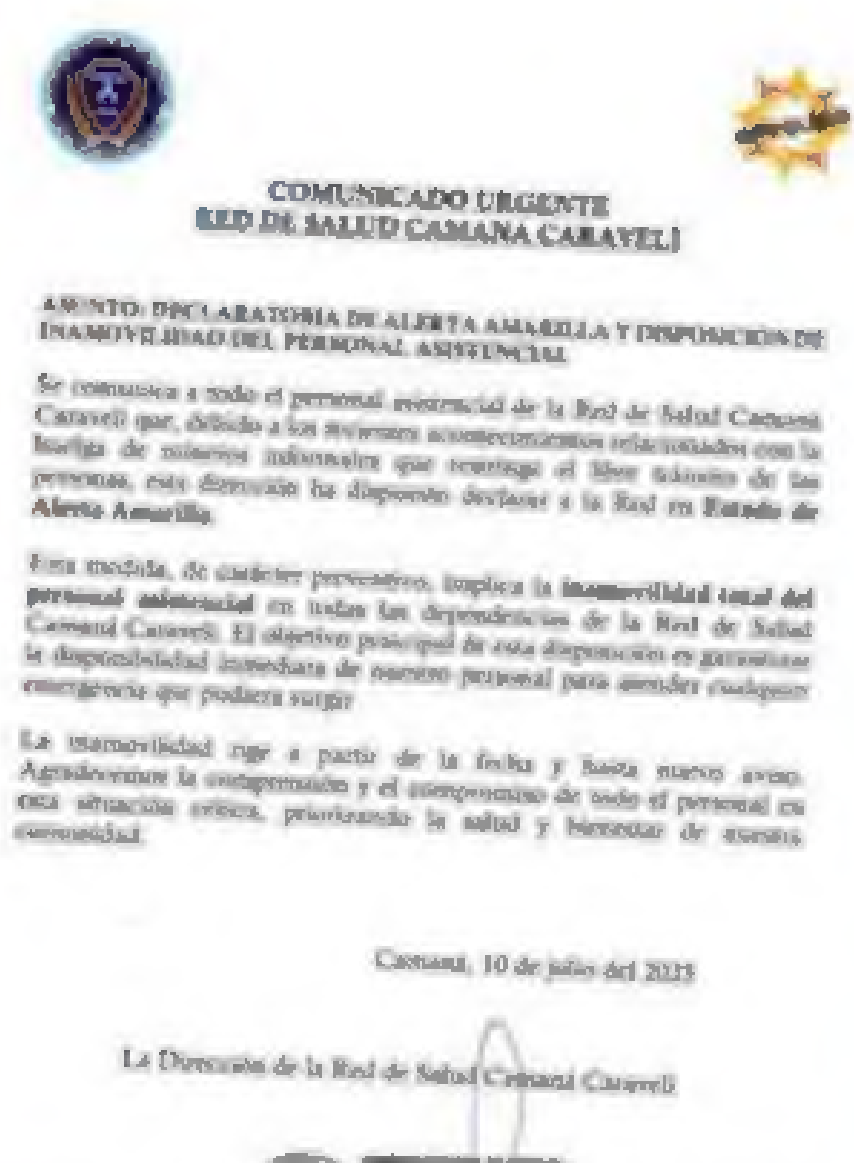 COMUNICADO URGENTE
RED DE SALUD CAMANA CARAVELÍ
ASUNTO: DECLARATORIA DE ALERTA AMARILLA Y DISPOSICIÓN DE
INAMOVILIDAD DEL PERSONAL ASISTENCIAL
Se comunica a todo el personal asistencial de la Red de Salud Camaná
Caravelí que, debido a los recientes acontecimientos relacionados con la
huelga de mineros informales que restringe el libre tránsito de las
personas, esta dirección ha dispuesto declarar a la Red en Estado de
Alerta Amarilla.
Esta medida, de carácter preventivo, implica la inamovilidad total del
personal asistencial en todas las dependencias de la Red de Salud
Camaná Caravelí. El objetivo principal de esta disposición es garantizar
la disponibilidad inmediata de nuestro personal para atender cualquier
emergencia que pudiera surgir
La inamovilidad rige a partir de la fecha y hasta nuevo aviso.
Agradecemos la comprensión y el compromiso de todo el personal en
esta situación crítica, priorizando la salud y bienestar de nuestra
comunidad.
Camaná, 10 de julio del 2025
La Dirección de la Red de Salud Camaná Caravelí